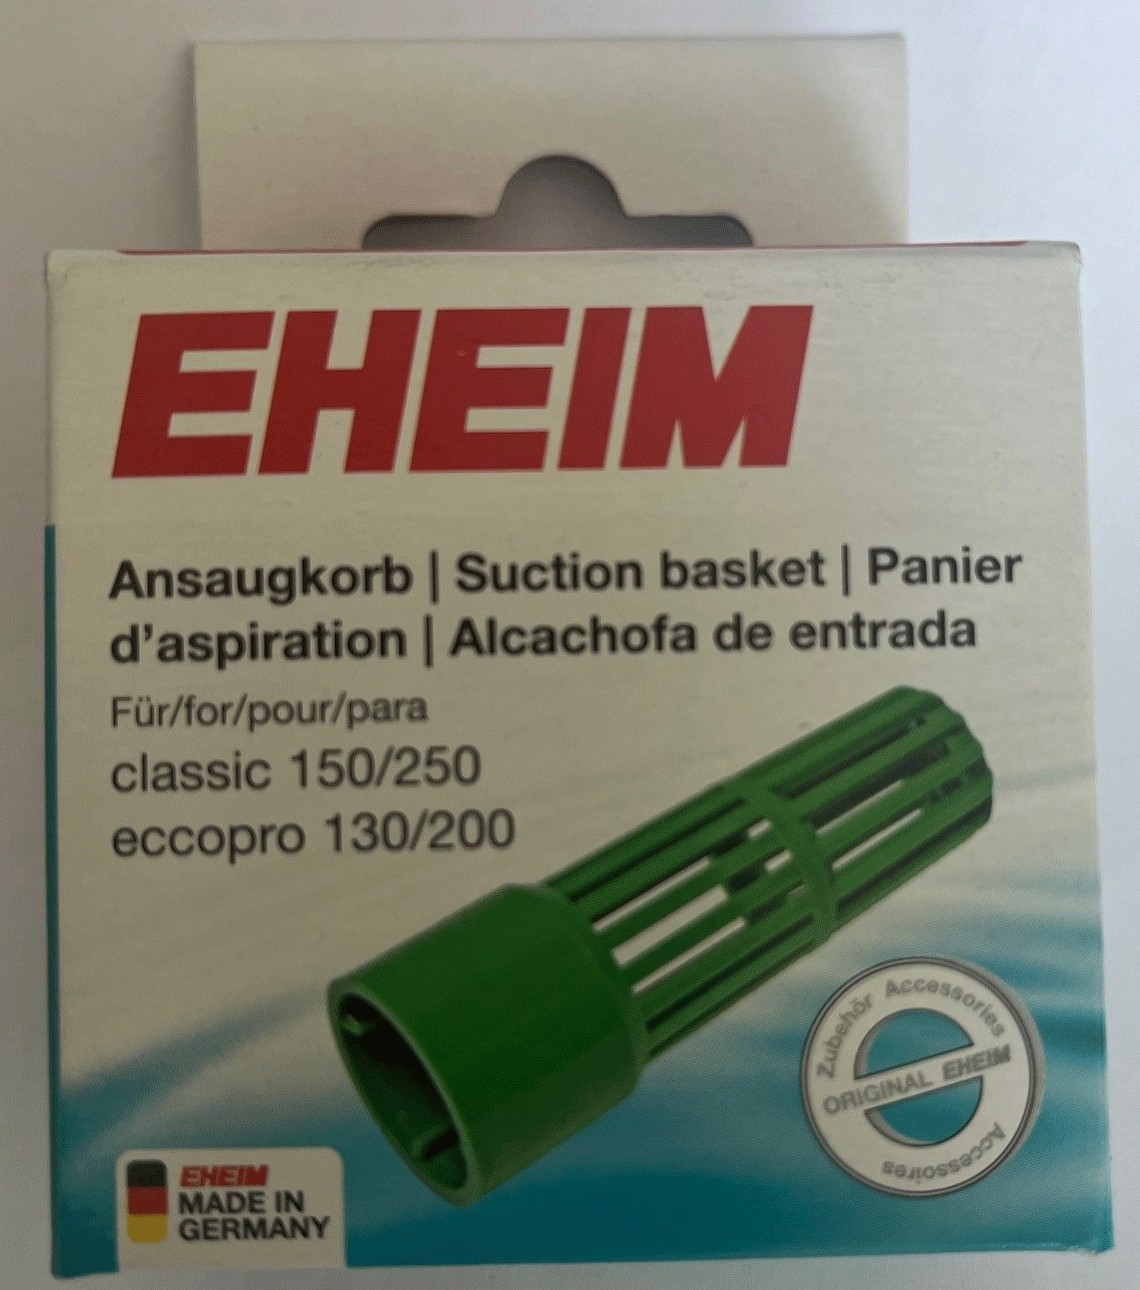 EHEIM
Ansaugkorb | Suction basket | Panier
d'aspiration | Alcachofa de entrada
Für/for/pour/para
classic 150/250
eccopro 130/200
Zubehör Accessories
ORIGINAL EHEIM
Accessoires
EHEIM
MADE IN
GERMANY